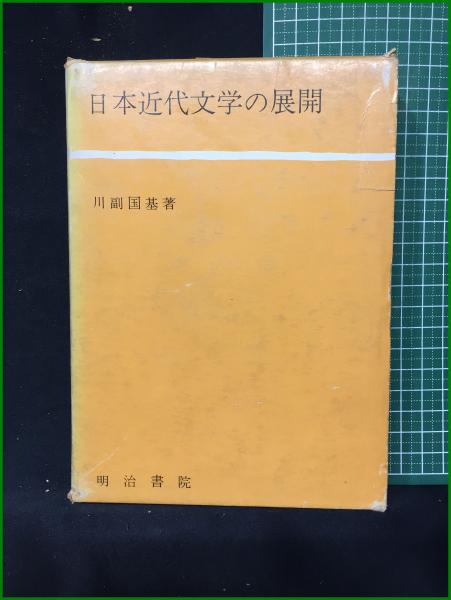 日本近代文学の展開
川副国基著
明治書院